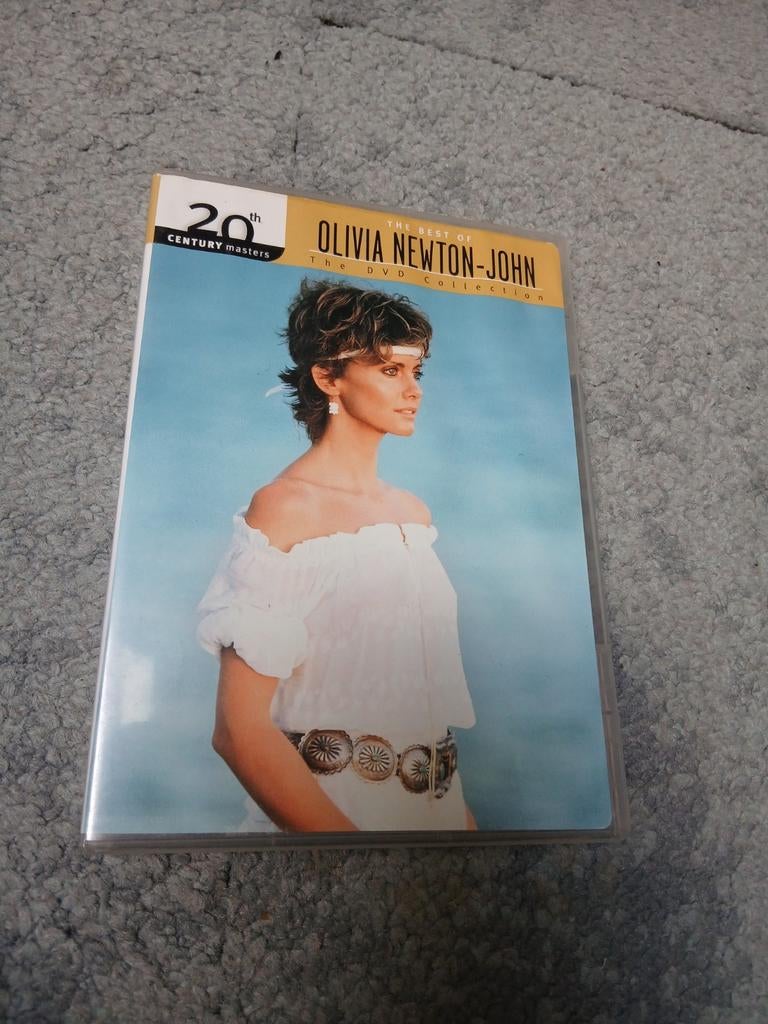 20th
CENTURY masters
THE BEST OF
OLIVIA NEWTON-JOHN
The DVD Collection